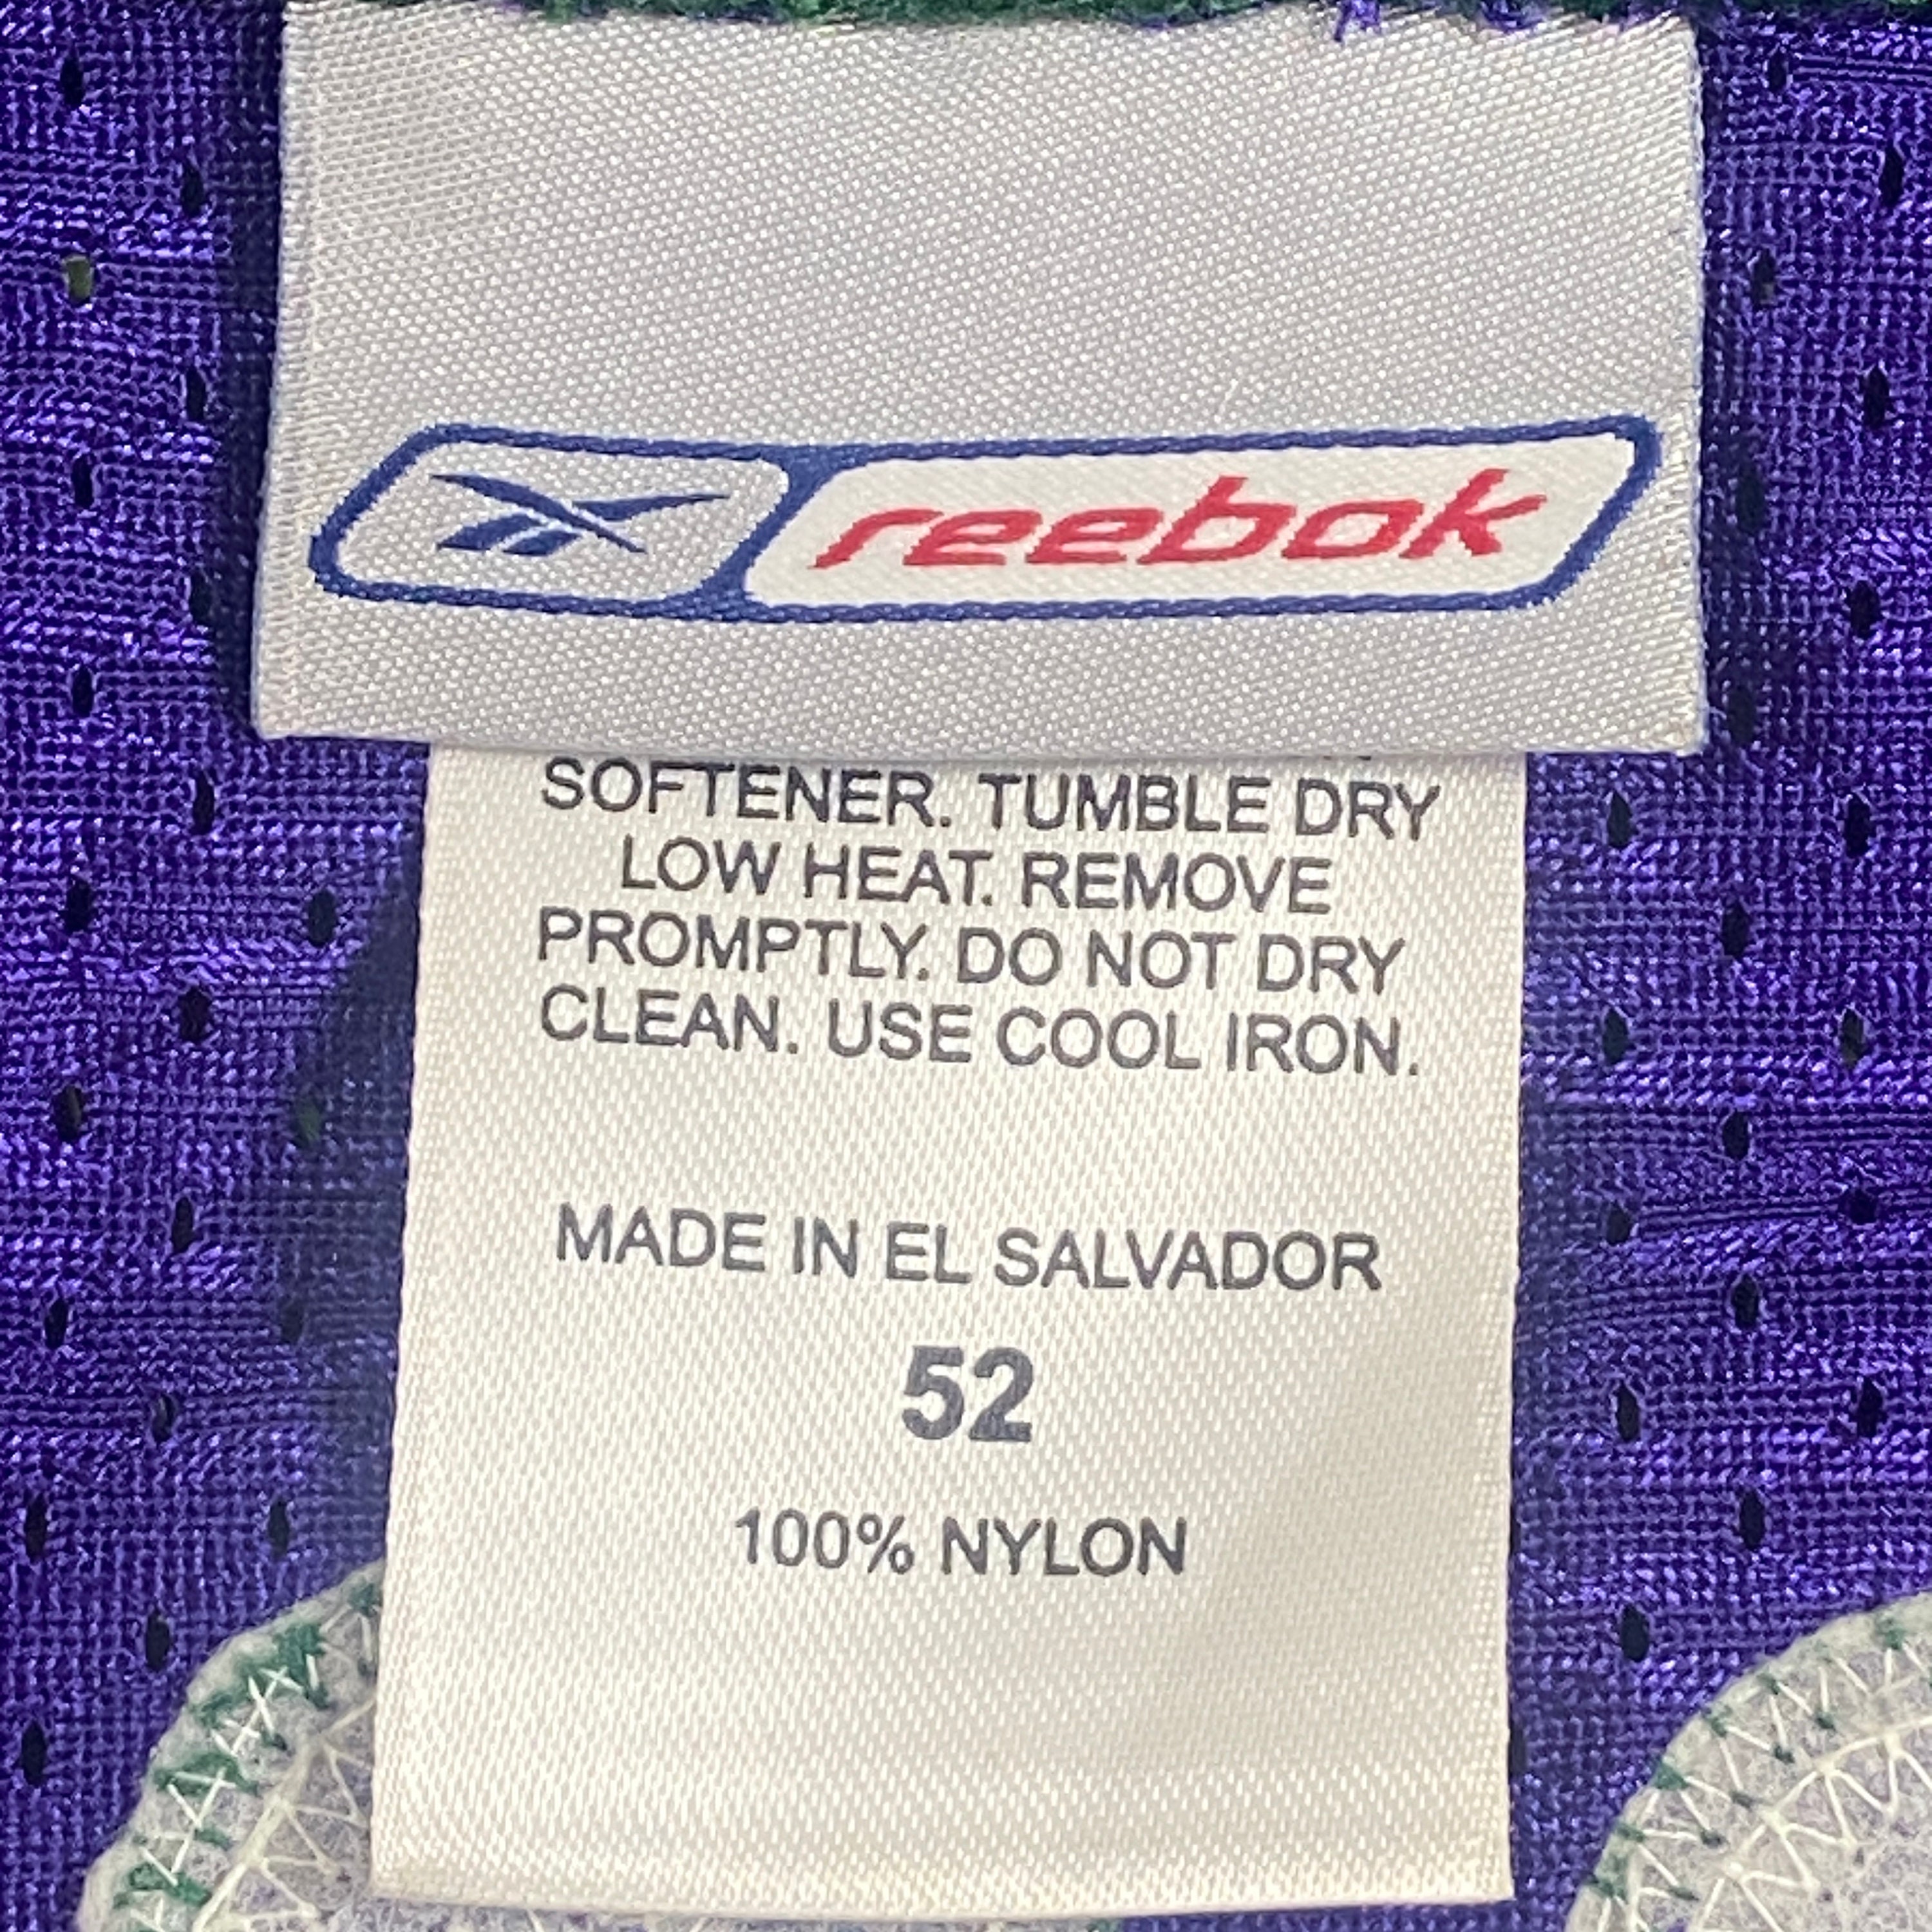 reebok
SOFTENER. TUMBLE DRY
LOW HEAT. REMOVE
PROMPTLY. DO NOT DRY
CLEAN. USE COOL IRON.
MADE IN EL SALVADOR
52
100% NYLON